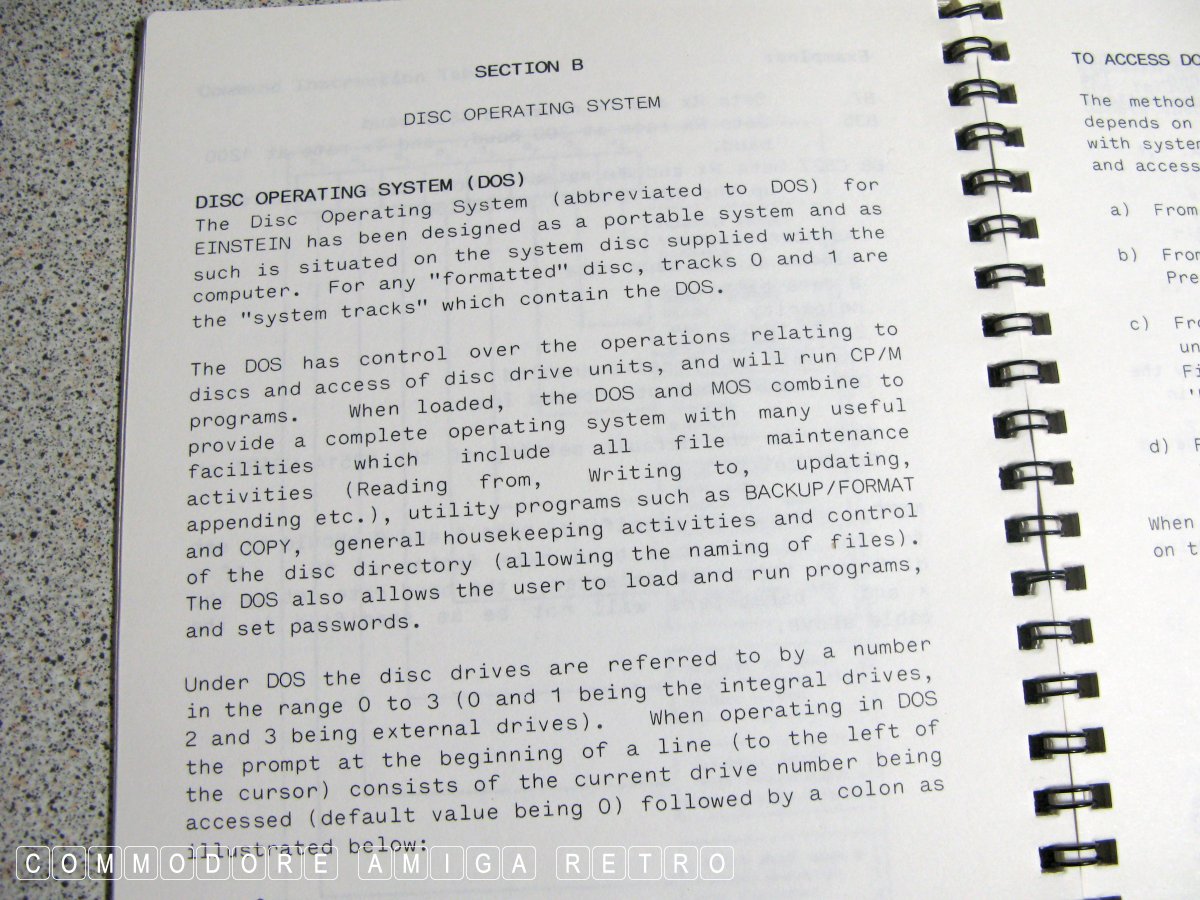 SECTION B
DISC OPERATING SYSTEM
DISC OPERATING SYSTEM (DOS)
The Disc Operating System (abbreviated to DOS) for
EINSTEIN has been designed as a portable system and as
such is situated on the system disc supplied with the
computer. For any "formatted" disc, tracks 0 and 1 are
the "system tracks" which contain the DOS.
The DOS has control over the operations relating to
discs and access of disc drive units, and will run CP/M
programs. When loaded, the DOS and MOS combine to
provide a complete operating system with many useful
facilities which include all file maintenance
activities (Reading from, Writing to, updating,
appending etc.), utility programs such as BACKUP/FORMAT
and COPY, general housekeeping activities and control
of the disc directory (allowing the naming of files).
The DOS also allows the user to load and run programs,
and set passwords.
Under DOS the disc drives are referred to by a number
in the range 0 to 3 (0 and 1 being the integral drives,
2 and 3 being external drives). When operating in DOS
the prompt at the beginning of a line (to the left of
the cursor) consists of the current drive number being
accessed (default value being 0) followed by a colon as
illustrated below:
TO ACCESS DO
The method
depends on
with system
and access
a) From
b) From
Pre
c) Fro
un
Fi
"
d) F
When
on t
COMMODORE AMIGA RETRO